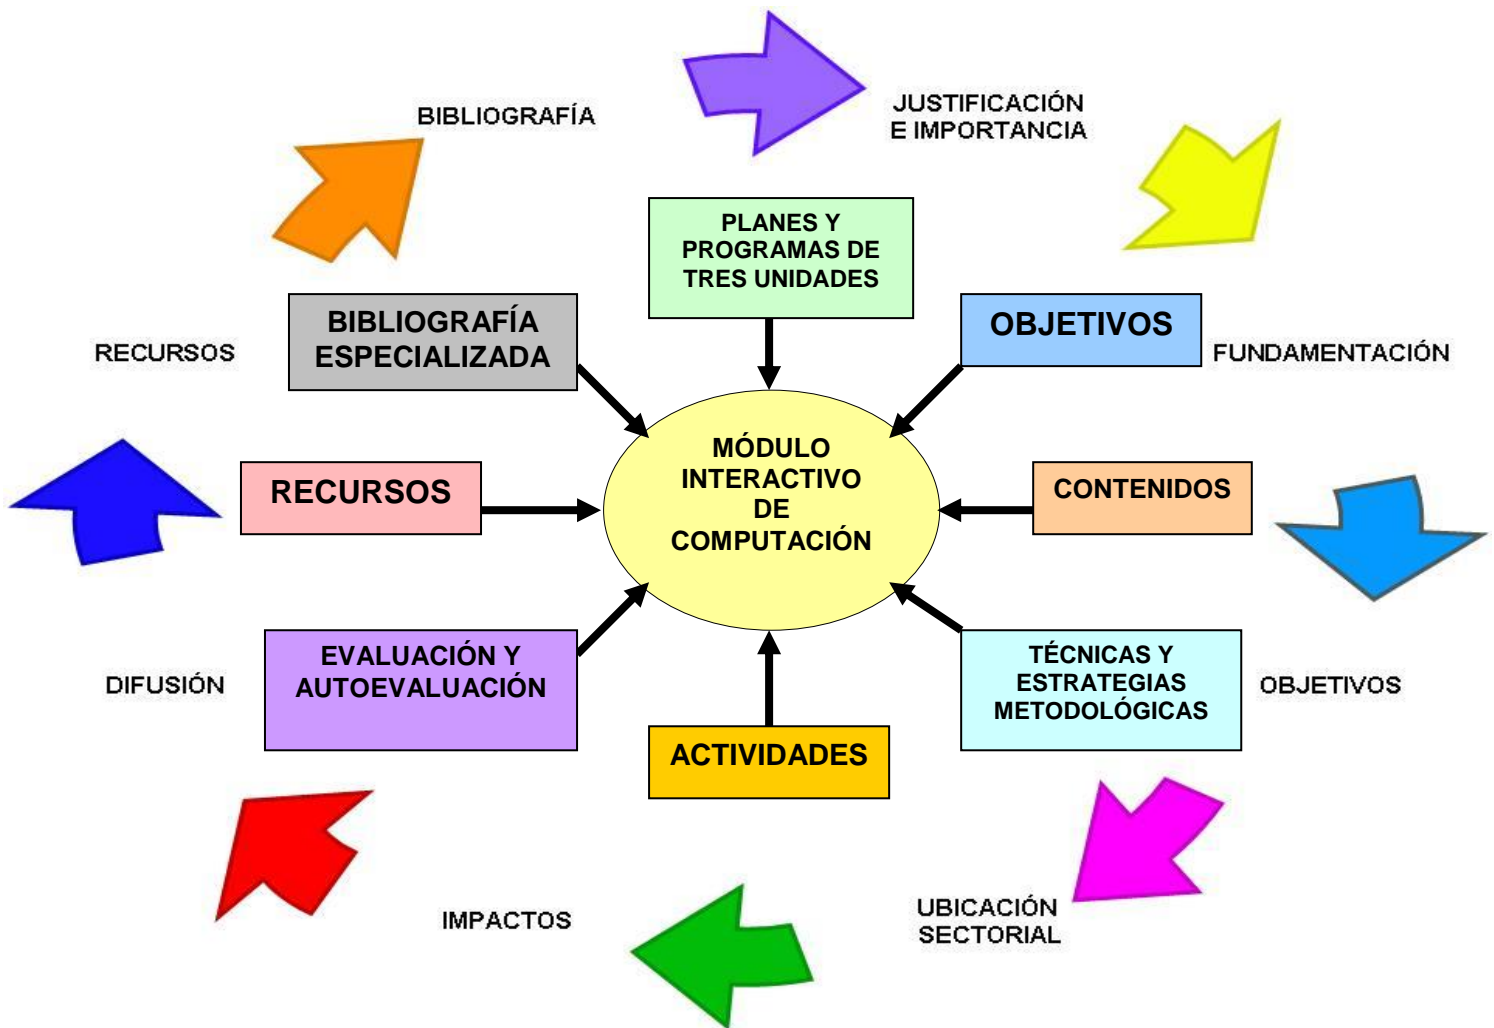 BIBLIOGRAFÍA
JUSTIFICACIÓN
E IMPORTANCIA
PLANES Y
PROGRAMAS DE
TRES UNIDADES
BIBLIOGRAFÍA
ESPECIALIZADA
OBJETIVOS
RECURSOS
FUNDAMENTACIÓN
MÓDULO
INTERACTIVO
DE
COMPUTACIÓN
RECURSOS
CONTENIDOS
EVALUACIÓN Y
AUTOEVALUACIÓN
TÉCNICAS Y
ESTRATEGIAS
METODOLÓGICAS
DIFUSIÓN
OBJETIVOS
ACTIVIDADES
IMPACTOS
UBICACIÓN
SECTORIAL